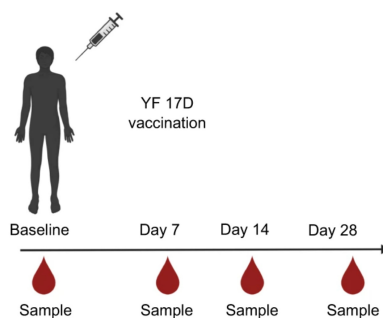 YF 17D
vaccination
Baseline
Day 7
Day 14
Day 28
Sample
Sample
Sample
Sample